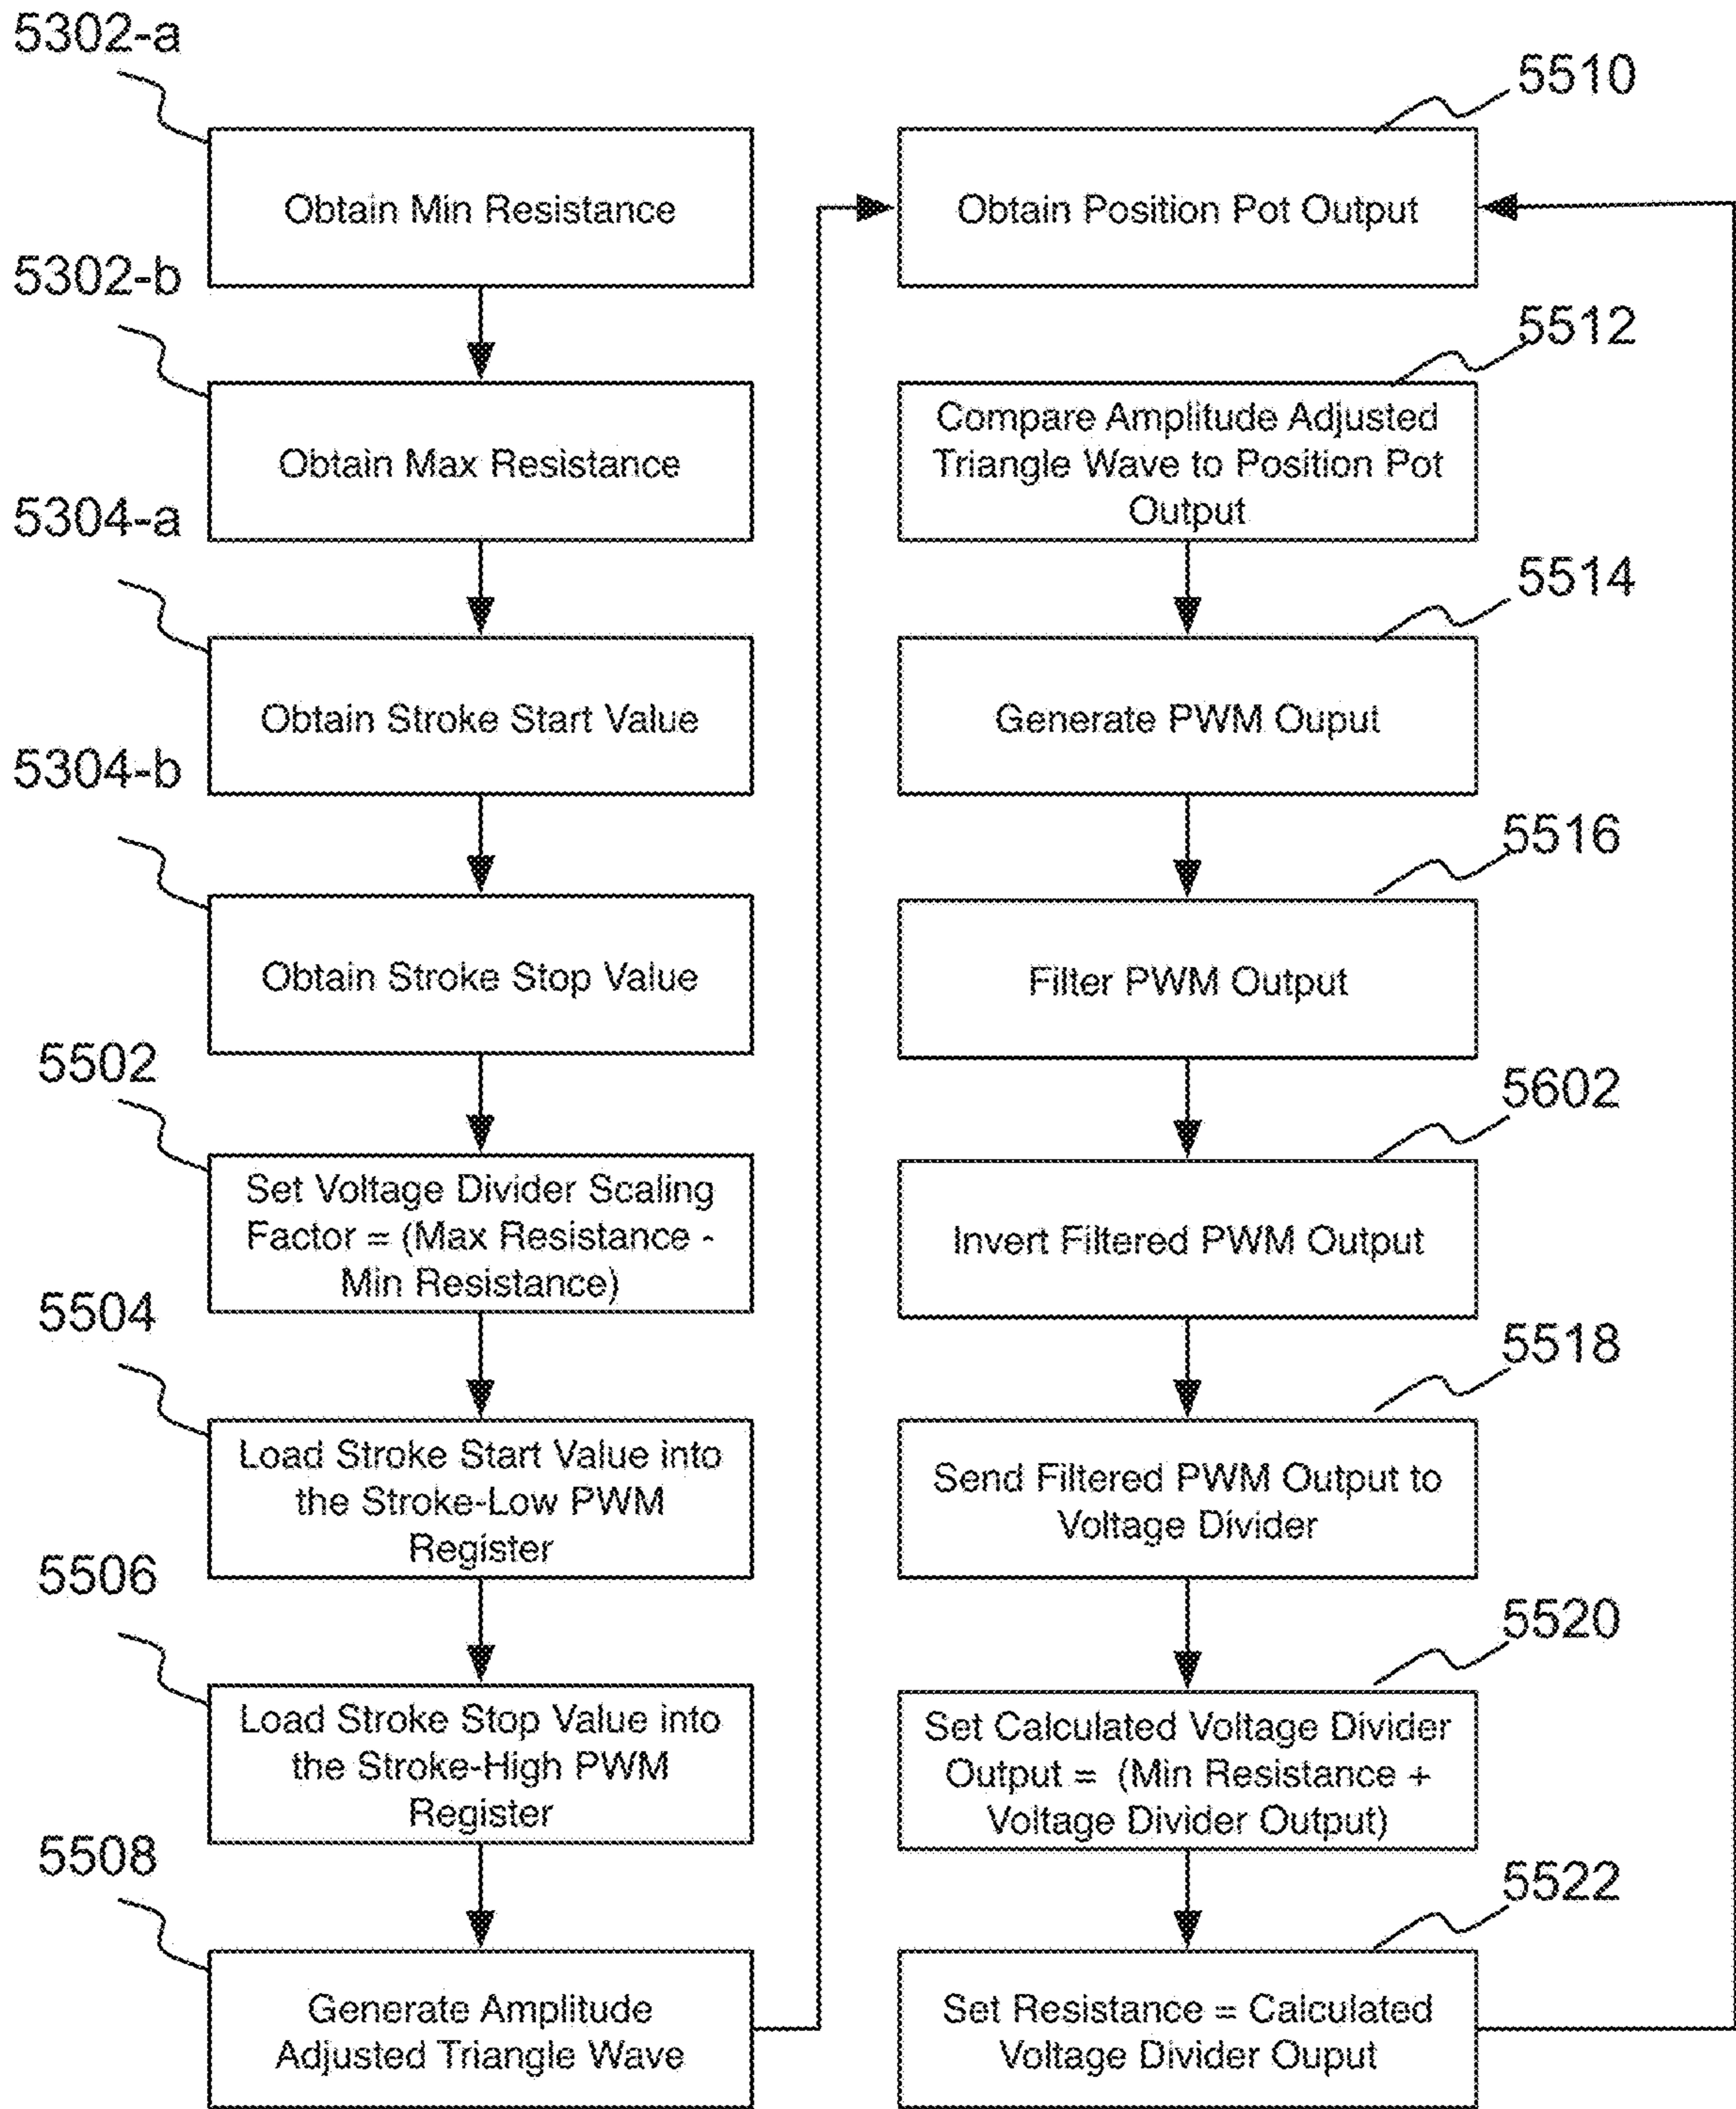 5302-a
Obtain Min Resistance
5302-b
Obtain Max Resistance
5304-a
Obtain Stroke Start Value
5304-b
Obtain Stroke Stop Value
5502
Set Voltage Divider Scaling
Factor = (Max Resistance -
Min Resistance)
5504
Load Stroke Start Value into
the Stroke-Low PWM
Register
5506
Load Stroke Stop Value into
the Stroke-High PWM
Register
5508
Generate Amplitude
Adjusted Triangle Wave
5510
Obtain Position Pot Output
5512
Compare Amplitude Adjusted
Triangle Wave to Position Pot
Output
5514
Generate PWM Ouput
5516
Filter PWM Output
5602
Invert Filtered PWM Output
5518
Send Filtered PWM Output to
Voltage Divider
5520
Set Calculated Voltage Divider
Output = (Min Resistance +
Voltage Divider Output)
5522
Set Resistance = Calculated
Voltage Divider Ouput